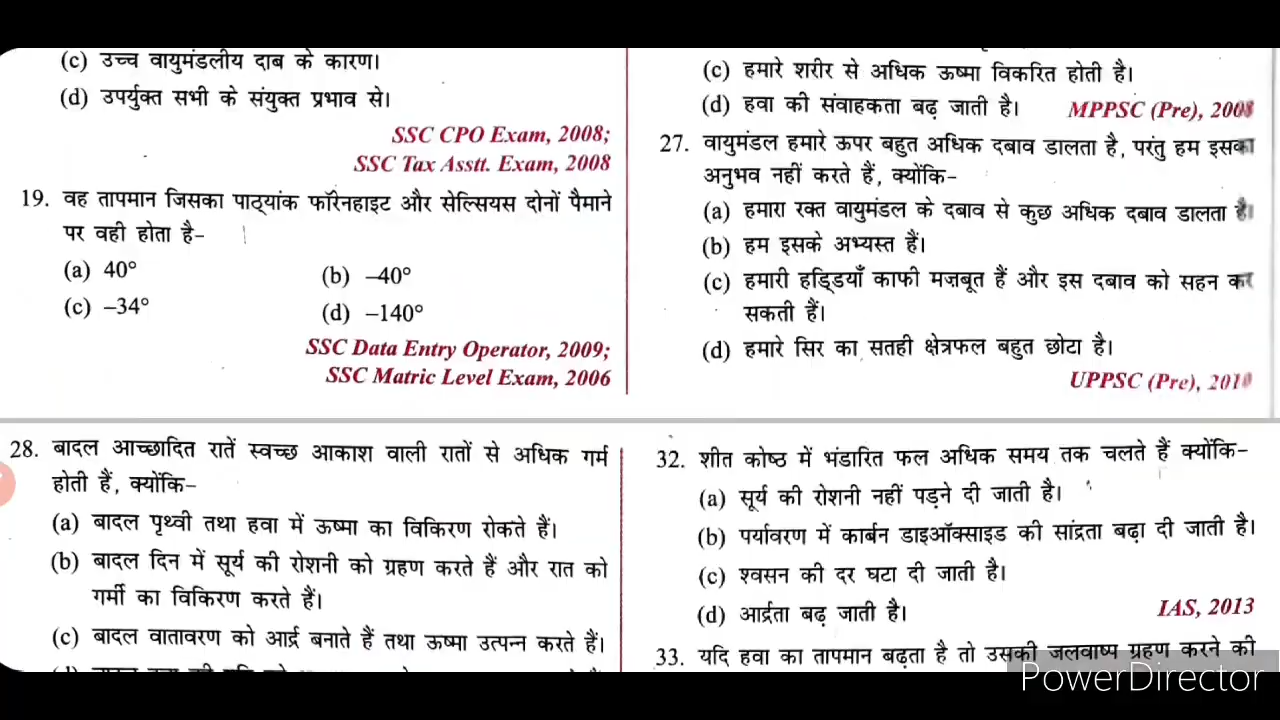 (c) उच्च वायुमंडलीय दाब के कारण।
(d) उपर्युक्त सभी के संयुक्त प्रभाव से।
SSC CPO Exam, 2008;
SSC Tax Asstt. Exam, 2008
19. वह तापमान जिसका पाठ्यांक फॉरेनहाइट और सेल्सियस दोनों पैमाने
पर वही होता है–
(a) 40°
(b) –40°
(c) –34°
(d) –140°
SSC Data Entry Operator, 2009;
SSC Matric Level Exam, 2006
(c) हमारे शरीर से अधिक ऊष्मा विकरित होती है।
(d) हवा की संवाहकता बढ़ जाती है।
MPPSC (Pre), 2008
27. वायुमंडल हमारे ऊपर बहुत अधिक दबाव डालता है, परंतु हम इसका
अनुभव नहीं करते हैं, क्योंकि–
(a) हमारा रक्त वायुमंडल के दबाव से कुछ अधिक दबाव डालता है।
(b) हम इसके अभ्यस्त हैं।
(c) हमारी हड्डियाँ काफी मज़बूत हैं और इस दबाव को सहन कर
सकती हैं।
(d) हमारे सिर का सतही क्षेत्रफल बहुत छोटा है।
UPPSC (Pre), 2010
28. बादल आच्छादित रातें स्वच्छ आकाश वाली रातों से अधिक गर्म
होती हैं, क्योंकि–
(a) बादल पृथ्वी तथा हवा में ऊष्मा का विकिरण रोकते हैं।
(b) बादल दिन में सूर्य की रोशनी को ग्रहण करते हैं और रात को
गर्मी का विकिरण करते हैं।
(c) बादल वातावरण को आर्द्र बनाते हैं तथा ऊष्मा उत्पन्न करते हैं।
32. शीत कोष्ठ में भंडारित फल अधिक समय तक चलते हैं क्योंकि–
(a) सूर्य की रोशनी नहीं पड़ने दी जाती है।
(b) पर्यावरण में कार्बन डाइऑक्साइड की सांद्रता बढ़ा दी जाती है।
(c) श्वसन की दर घटा दी जाती है।
(d) आर्द्रता बढ़ जाती है।
IAS, 2013
33. यदि हवा का तापमान बढ़ता है तो उसकी जलवाष्प ग्रहण करने की
PowerDirector